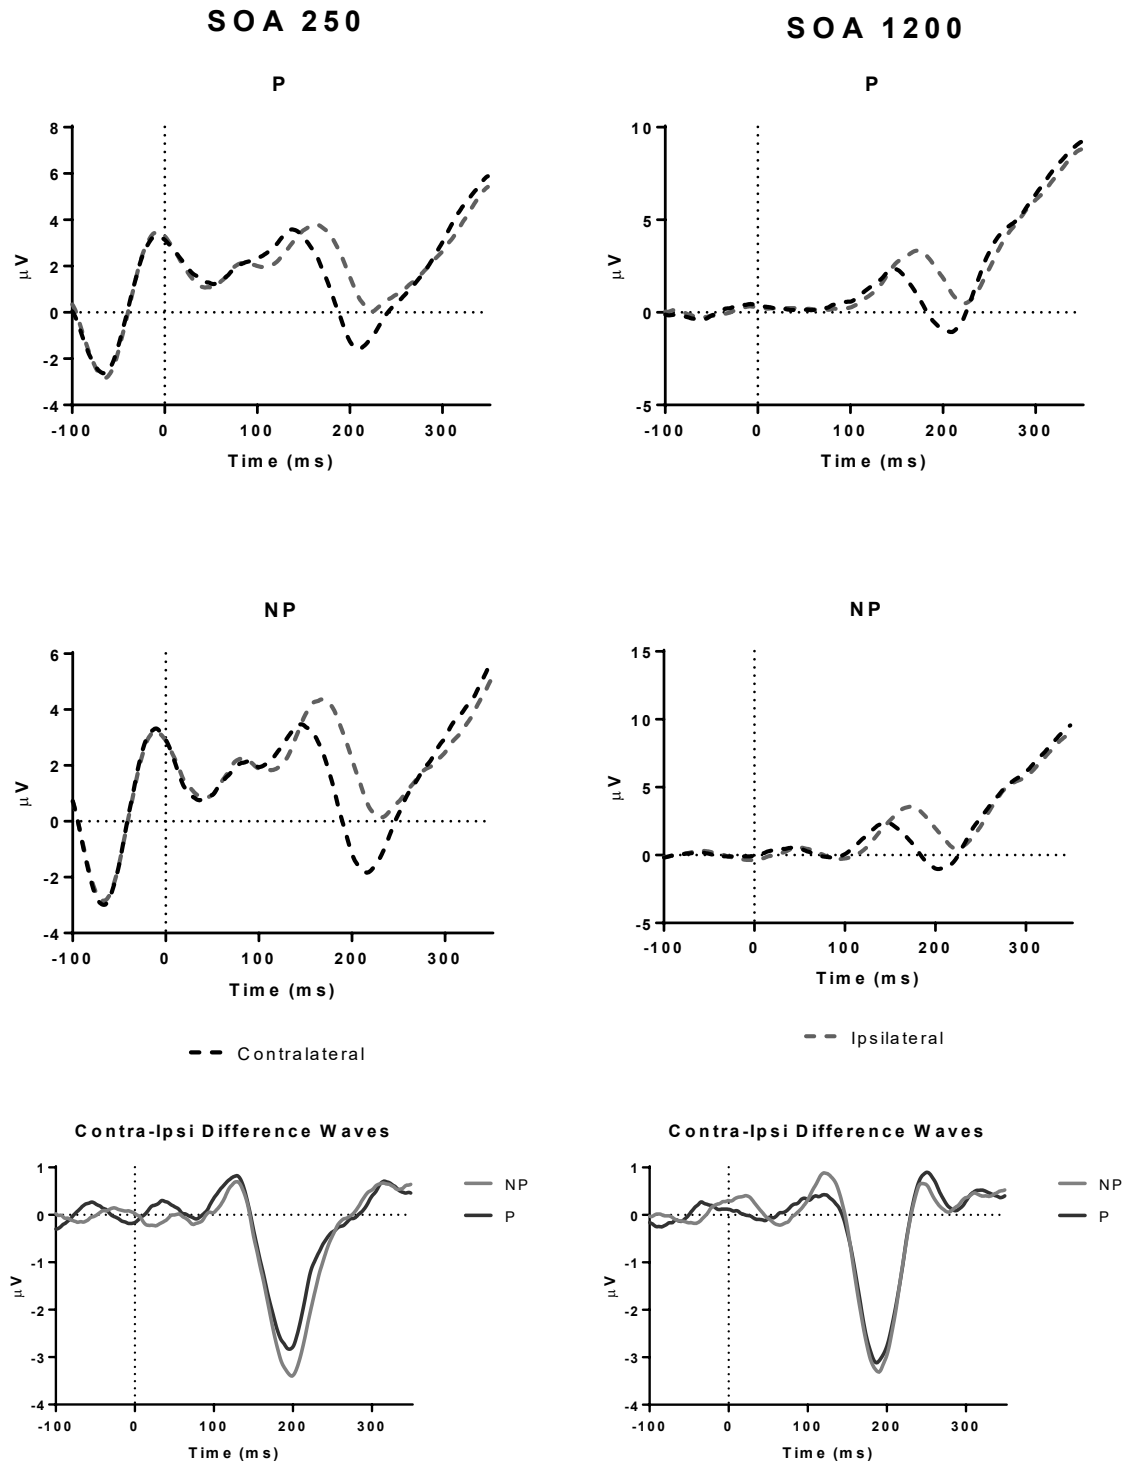 SOA 250
SOA 1200
P
8
6
4
2
0
-2
-4
µV
-100 0 100 200 300
Time (ms)
P
10
5
0
-5
µV
-100 0 100 200 300
Time (ms)
NP
6
4
2
0
-2
-4
µV
-100 0 100 200 300
Time (ms)
NP
15
10
5
0
-5
µV
-100 0 100 200 300
Time (ms)
Contralateral
Ipsilateral
Contra-Ipsi Difference Waves
1
0
-1
-2
-3
-4
µV
-100 0 100 200 300
Time (ms)
NP
P
Contra-Ipsi Difference Waves
1
0
-1
-2
-3
-4
µV
-100 0 100 200 300
Time (ms)
NP
P